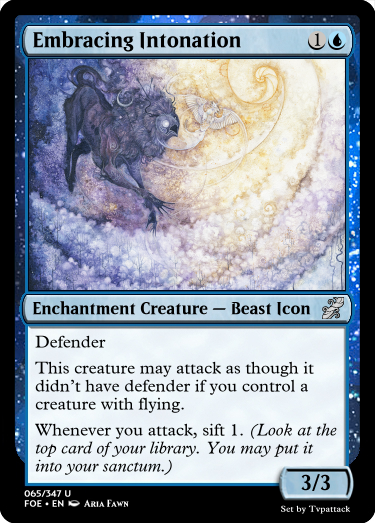 Embracing Intonation 1
Enchantment Creature — Beast Icon
Defender
This creature may attack as though it
didn't have defender if you control a
creature with flying.
Whenever you attack, sift 1. (Look at the
top card of your library. You may put it
into your sanctum.)
3/3
065/347 U
FOE • EN Aria Fawn
Set by Tvpattack